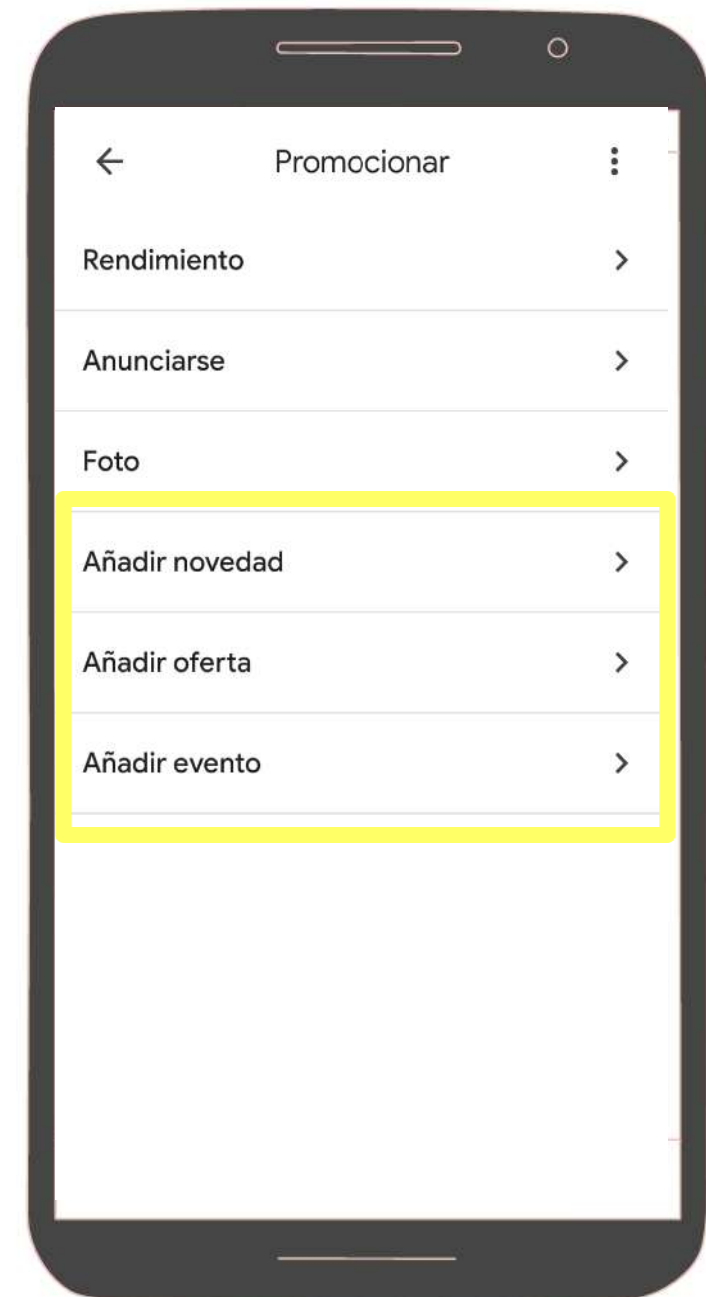 Promocionar
Rendimiento
Anunciarse
Foto
Añadir novedad
Añadir oferta
Añadir evento